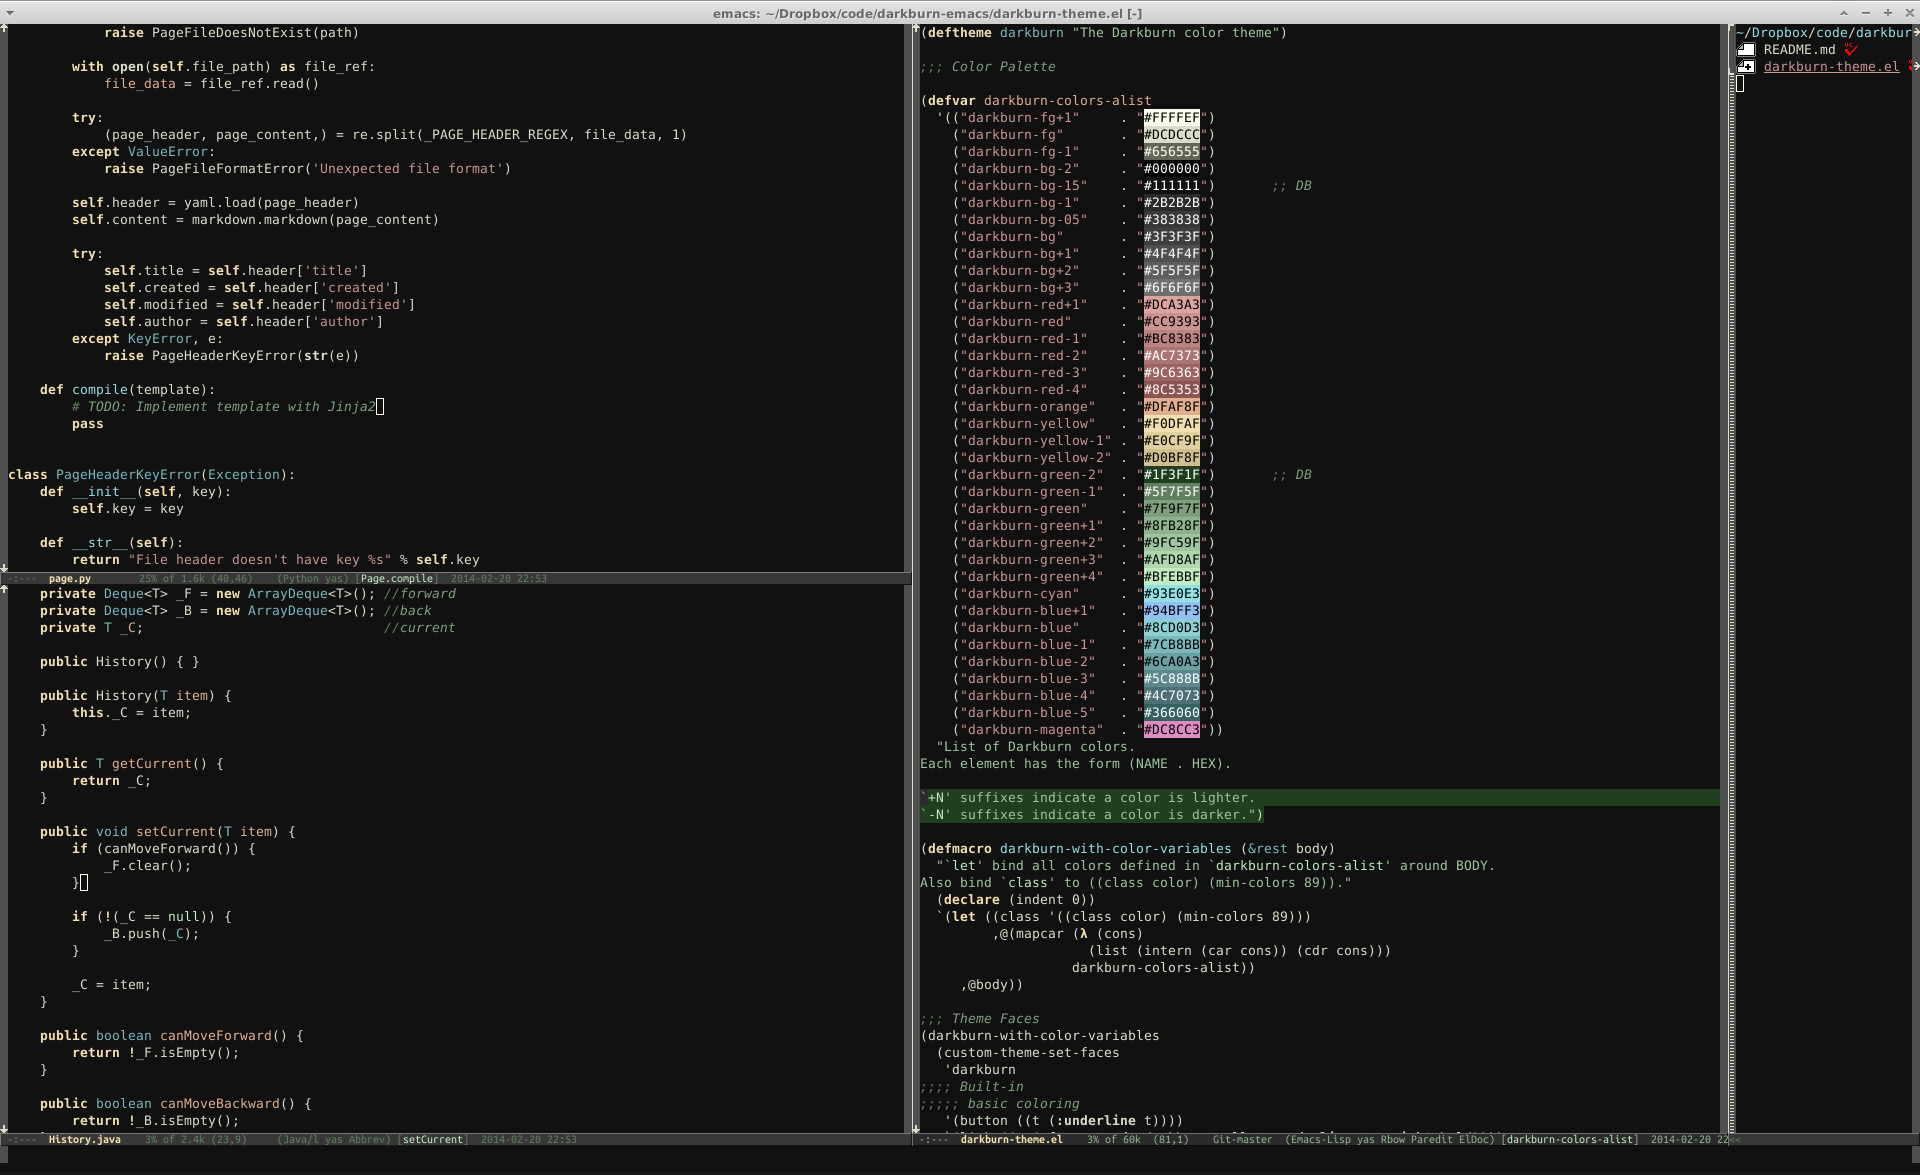 emacs: ~/Dropbox/code/darkburn-emacs/darkburn-theme.el [-]
            raise PageFileDoesNotExist(path)
        with open(self.file_path) as file_ref:
            file_data = file_ref.read()
        try:
            (page_header, page_content,) = re.split(_PAGE_HEADER_REGEX, file_data, 1)
        except ValueError:
            raise PageFileFormatError('Unexpected file format')
        self.header = yaml.load(page_header)
        self.content = markdown.markdown(page_content)
        try:
            self.title = self.header['title']
            self.created = self.header['created']
            self.modified = self.header['modified']
            self.author = self.header['author']
        except KeyError, e:
            raise PageHeaderKeyError(str(e))
    def compile(template):
        # TODO: Implement template with Jinja2
        pass
class PageHeaderKeyError(Exception):
    def __init__(self, key):
        self.key = key
    def __str__(self):
        return "File header doesn't have key %s" % self.key
-:---  page.py      25% of 1.6k (40,46)    (Python yas) [Page.compile]  2014-02-20 22:53
    private Deque<T> _F = new ArrayDeque<T>(); //forward
    private Deque<T> _B = new ArrayDeque<T>(); //back
    private T _C;                              //current
    public History() { }
    public History(T item) {
        this._C = item;
    }
    public T getCurrent() {
        return _C;
    }
    public void setCurrent(T item) {
        if (canMoveForward()) {
            _F.clear();
        }
        if (!(_C == null)) {
            _B.push(_C);
        }
        _C = item;
    }
    public boolean canMoveForward() {
        return !_F.isEmpty();
    }
    public boolean canMoveBackward() {
        return !_B.isEmpty();
-:---  History.java   3% of 2.4k (23,9)    (Java/l yas Abbrev) [setCurrent]  2014-02-20 22:53
(deftheme darkburn "The Darkburn color theme")
;;; Color Palette
(defvar darkburn-colors-alist
  '(("darkburn-fg+1"     . "#FFFFEF")
    ("darkburn-fg"       . "#DCDCCC")
    ("darkburn-fg-1"     . "#656555")
    ("darkburn-bg-2"     . "#000000")
    ("darkburn-bg-15"    . "#111111")       ;; DB
    ("darkburn-bg-1"     . "#2B2B2B")
    ("darkburn-bg-05"    . "#383838")
    ("darkburn-bg"       . "#3F3F3F")
    ("darkburn-bg+1"     . "#4F4F4F")
    ("darkburn-bg+2"     . "#5F5F5F")
    ("darkburn-bg+3"     . "#6F6F6F")
    ("darkburn-red+1"    . "#DCA3A3")
    ("darkburn-red"      . "#CC9393")
    ("darkburn-red-1"    . "#BC8383")
    ("darkburn-red-2"    . "#AC7373")
    ("darkburn-red-3"    . "#9C6363")
    ("darkburn-red-4"    . "#8C5353")
    ("darkburn-orange"   . "#DFAF8F")
    ("darkburn-yellow"   . "#F0DFAF")
    ("darkburn-yellow-1" . "#E0CF9F")
    ("darkburn-yellow-2" . "#D0BF8F")
    ("darkburn-green-2"  . "#1F3F1F")       ;; DB
    ("darkburn-green-1"  . "#5F7F5F")
    ("darkburn-green"    . "#7F9F7F")
    ("darkburn-green+1"  . "#8FB28F")
    ("darkburn-green+2"  . "#9FC59F")
    ("darkburn-green+3"  . "#AFD8AF")
    ("darkburn-green+4"  . "#BFEBBF")
    ("darkburn-cyan"     . "#93E0E3")
    ("darkburn-blue+1"   . "#94BFF3")
    ("darkburn-blue"     . "#8CD0D3")
    ("darkburn-blue-1"   . "#7CB8BB")
    ("darkburn-blue-2"   . "#6CA0A3")
    ("darkburn-blue-3"   . "#5C888B")
    ("darkburn-blue-4"   . "#4C7073")
    ("darkburn-blue-5"   . "#366060")
    ("darkburn-magenta"  . "#DC8CC3"))
  "List of Darkburn colors.
Each element has the form (NAME . HEX).
`+N' suffixes indicate a color is lighter.
`-N' suffixes indicate a color is darker.")
(defmacro darkburn-with-color-variables (&rest body)
  "`let' bind all colors defined in `darkburn-colors-alist' around BODY.
Also bind `class' to ((class color) (min-colors 89))."
  (declare (indent 0))
  `(let ((class '((class color) (min-colors 89)))
         ,@(mapcar (λ (cons)
                     (list (intern (car cons)) (cdr cons)))
                   darkburn-colors-alist))
     ,@body))
;;; Theme Faces
(darkburn-with-color-variables
  (custom-theme-set-faces
   'darkburn
;;;; Built-in
;;;;; basic coloring
   '(button ((t (:underline t))))
-:---  darkburn-theme.el   3% of 60k  (81,1)   Git-master  (Emacs-Lisp yas Rbow Paredit ElDoc) [darkburn-colors-alist]  2014-02-20 22<<
~/Dropbox/code/darkbur
README.md
darkburn-theme.el